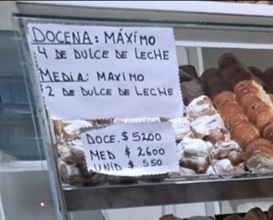 DOCENA: MÁXIMO
4 DE DULCE DE LECHE
MEDIA: MAXIMO
2 DE DULCE DE LECHE
DOCE. $ 5200
MED $ 2600
UNID $ 550